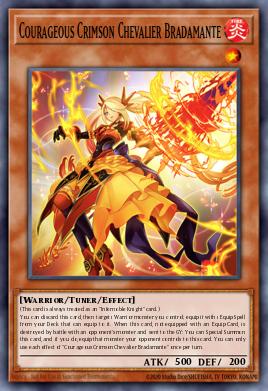 Courageous Crimson Chevalier Bradamante
FIRE
炎
[Warrior/Tuner/Effect]
(This card is always treated as an "Infernoble Knight" card.)
You can discard this card, then target 1 Warrior monster you control; equip it with 1 Equip Spell
from your Deck that can equip to it. When this card, not equipped with an Equip Card, is
destroyed by battle with an opponent's monster and sent to the GY: You can Special Summon
this card, and if you do, equip that monster your opponent controls to this card. You can only
use each effect of "Courageous Crimson Chevalier Bradamante" once per turn.
ATK/ 500 DEF/ 200
©2020 Studio Dice/SHUEISHA, TV TOKYO, KONAMI